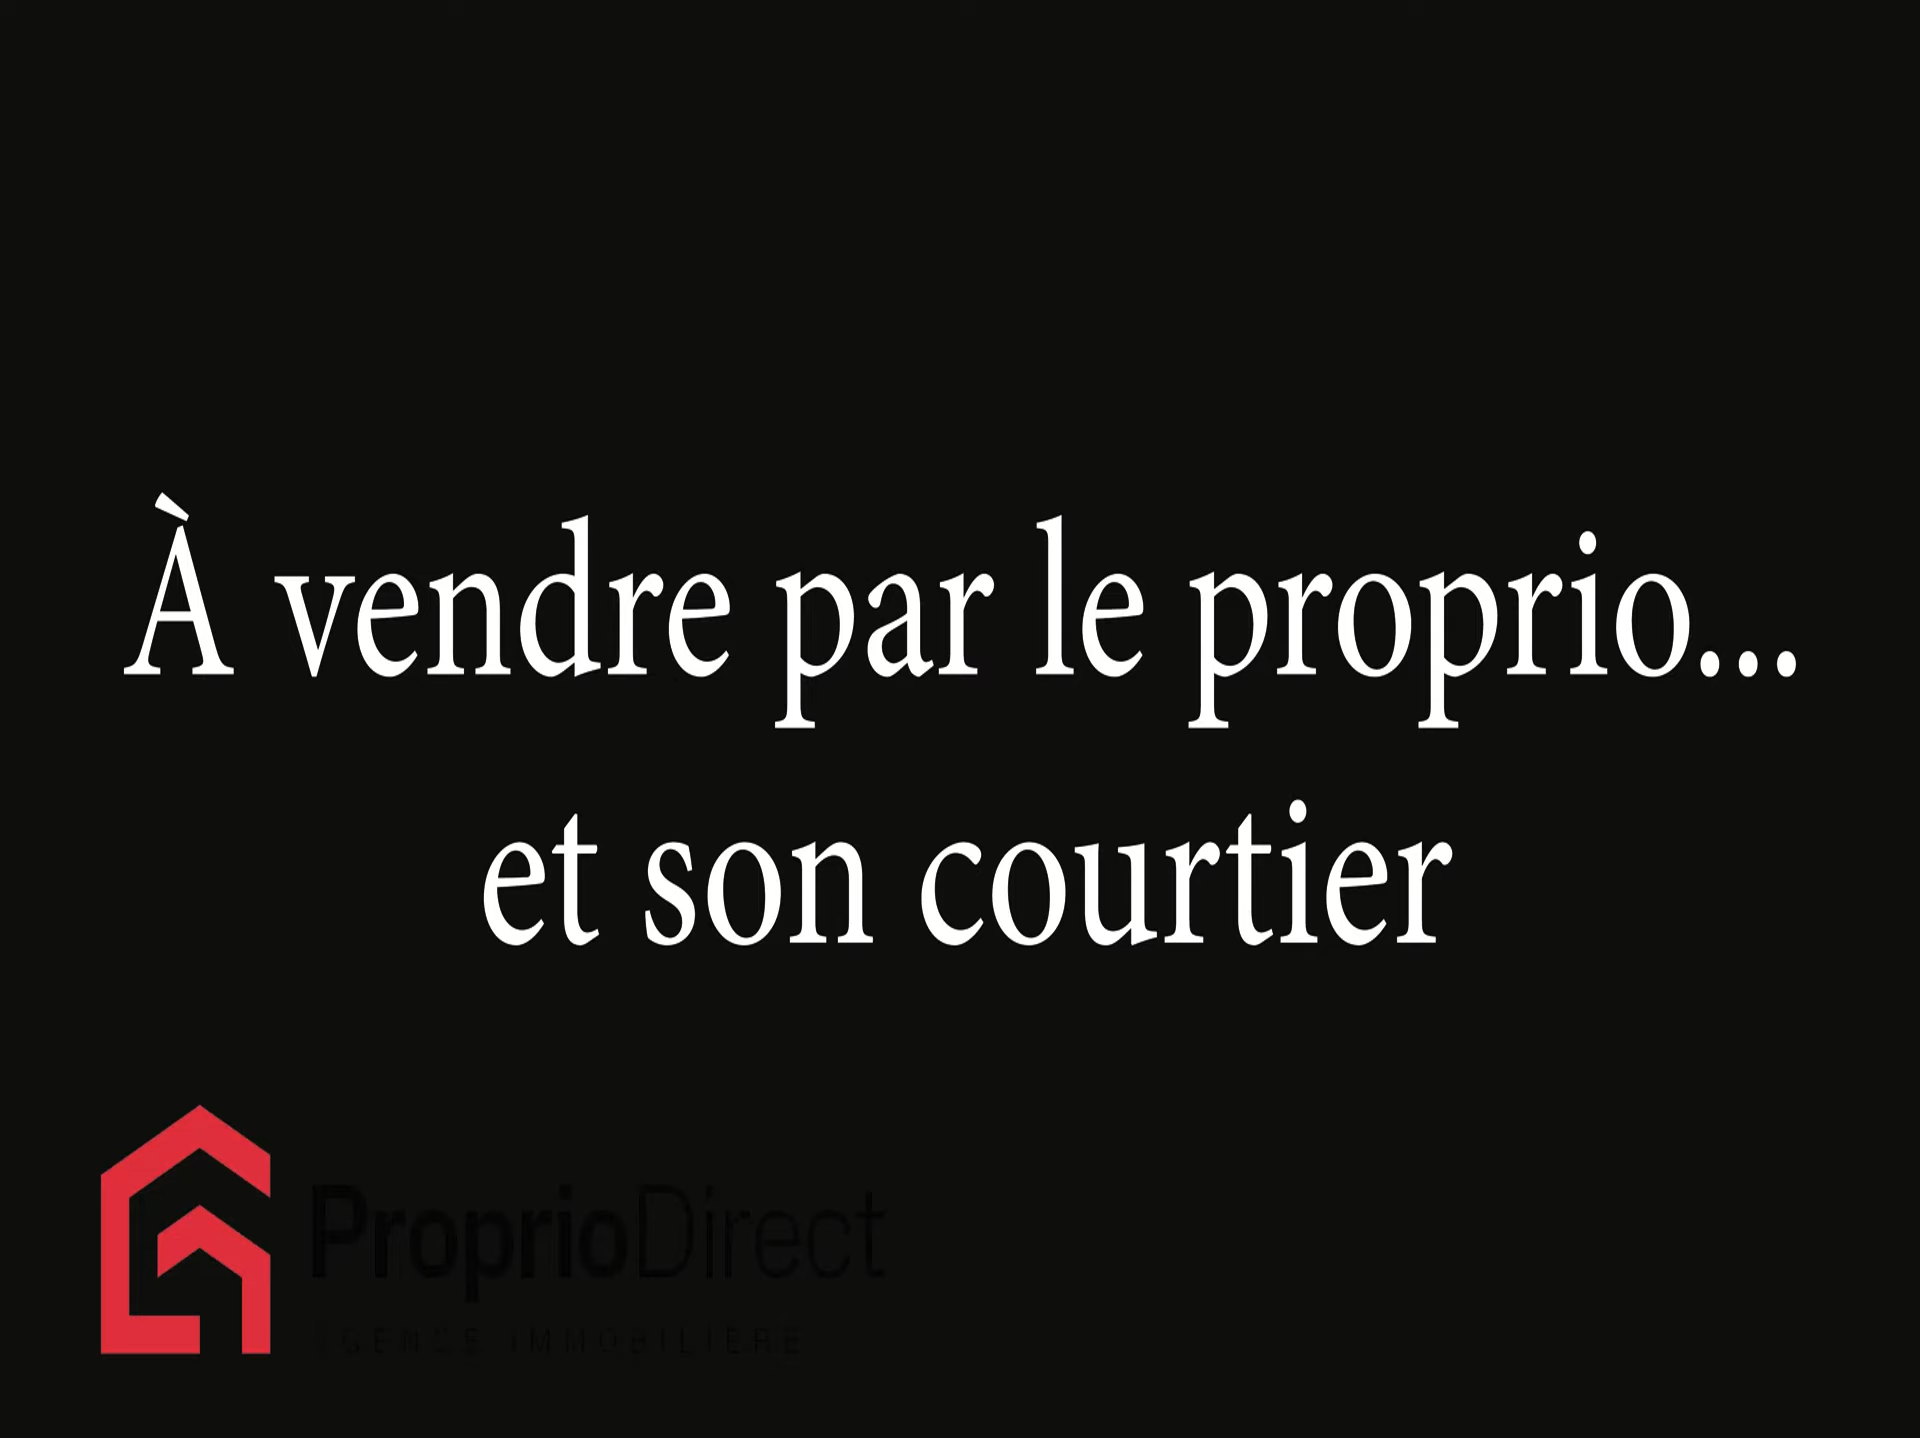 À vendre par le proprio...
et son courtier
ProprioDirect
AGENCE IMMOBILIÈRE